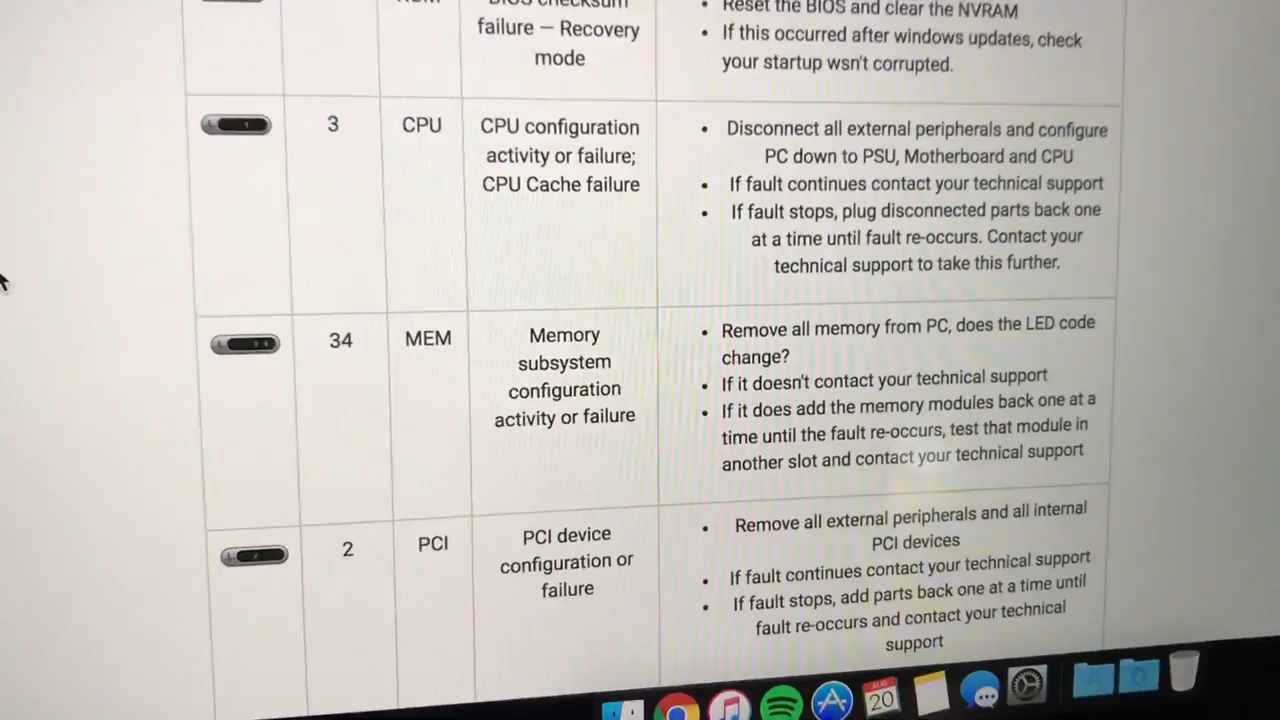 BIOS checksum
failure – Recovery
mode
• Reset the BIOS and clear the NVRAM
• If this occurred after windows updates, check
your startup wsn't corrupted.
3
CPU
CPU configuration
activity or failure;
CPU Cache failure
• Disconnect all external peripherals and configure
PC down to PSU, Motherboard and CPU
• If fault continues contact your technical support
• If fault stops, plug disconnected parts back one
at a time until fault re-occurs. Contact your
technical support to take this further.
34
MEM
Memory
subsystem
configuration
activity or failure
• Remove all memory from PC, does the LED code
change?
• If it doesn't contact your technical support
• If it does add the memory modules back one at a
time until the fault re-occurs, test that module in
another slot and contact your technical support
2
PCI
PCI device
configuration or
failure
• Remove all external peripherals and all internal
PCI devices
• If fault continues contact your technical support
• If fault stops, add parts back one at a time until
fault re-occurs and contact your technical
support
AUG
20